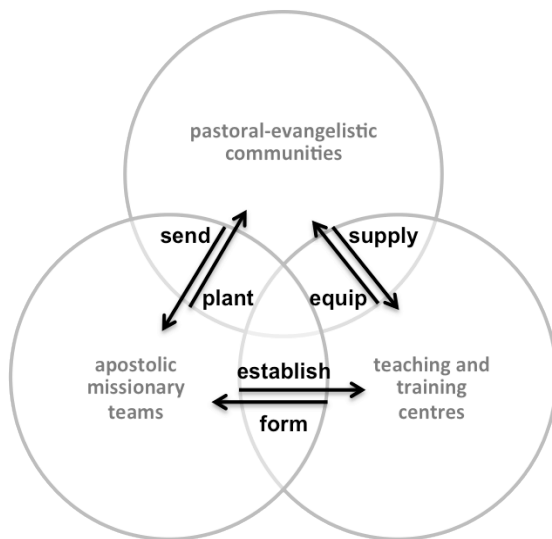 pastoral-evangelistic
communities
send
supply
plant
equip
apostolic
missionary
teams
establish
form
teaching and
training
centres